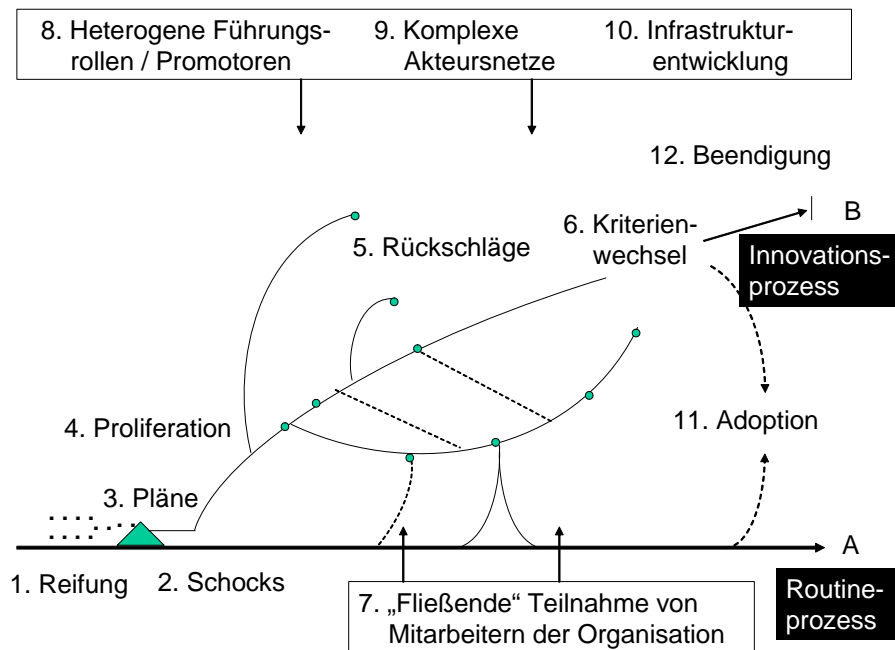 8. Heterogene Führungs-
rollen / Promotoren
9. Komplexe
Akteursnetze
10. Infrastruktur-
entwicklung
12. Beendigung
B
6. Kriterien-
wechsel
5. Rückschläge
Innovations-
prozess
4. Proliferation
11. Adoption
3. Pläne
A
1. Reifung
2. Schocks
7. „Fließende“ Teilnahme von
Mitarbeitern der Organisation
Routine-
prozess